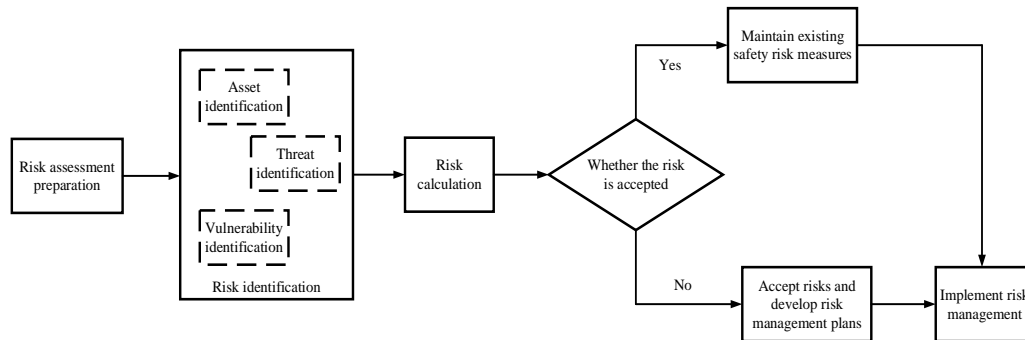 Risk assessment
preparation
Asset
identification
Threat
identification
Vulnerability
identification
Risk identification
Risk
calculation
Whether the risk
is accepted
Yes
Maintain existing
safety risk measures
No
Accept risks and
develop risk
management plans
Implement risk
management